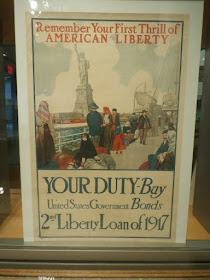 Remember Your First Thrill of
AMERICAN LIBERTY
YOUR DUTY-Buy
United States Government Bonds
2nd Liberty Loan of 1917